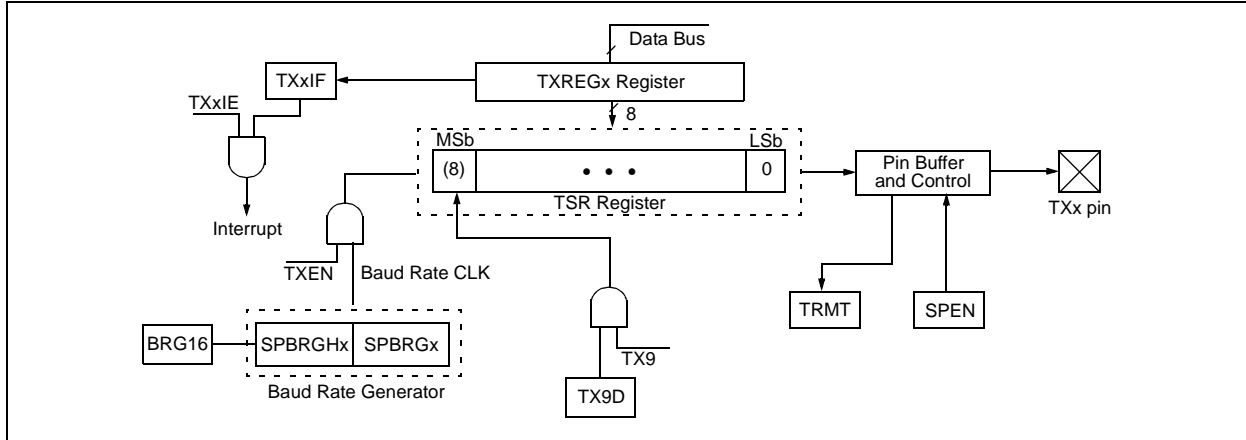 Data Bus
TXxIF
TXREGx Register
TXxIE
8
MSb
LSb
(8)
• • •
0
Pin Buffer
and Control
TSR Register
TXx pin
Interrupt
TXEN
Baud Rate CLK
TRMT
SPEN
BRG16
SPBRGHx
SPBRGx
TX9
Baud Rate Generator
TX9D